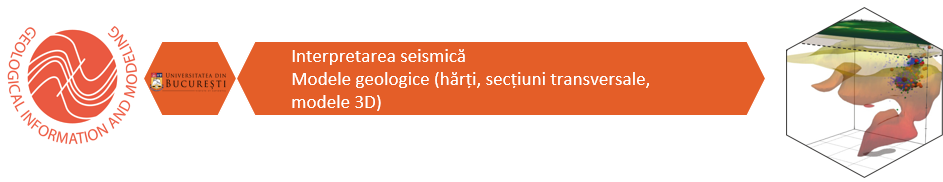 GEOLOGICAL INFORMATION AND MODELING
UNIVERSITATEA DIN
BUCUREȘTI
Interpretarea seismică
Modele geologice (hărți, secțiuni transversale,
modele 3D)